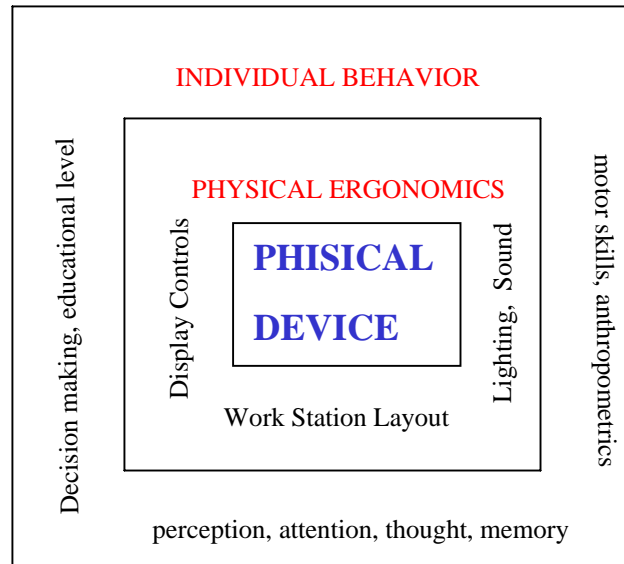 INDIVIDUAL BEHAVIOR
Decision making, educational level
motor skills, anthropometrics
PHYSICAL ERGONOMICS
Display Controls
Lighting, Sound
PHISICAL
DEVICE
Work Station Layout
perception, attention, thought, memory